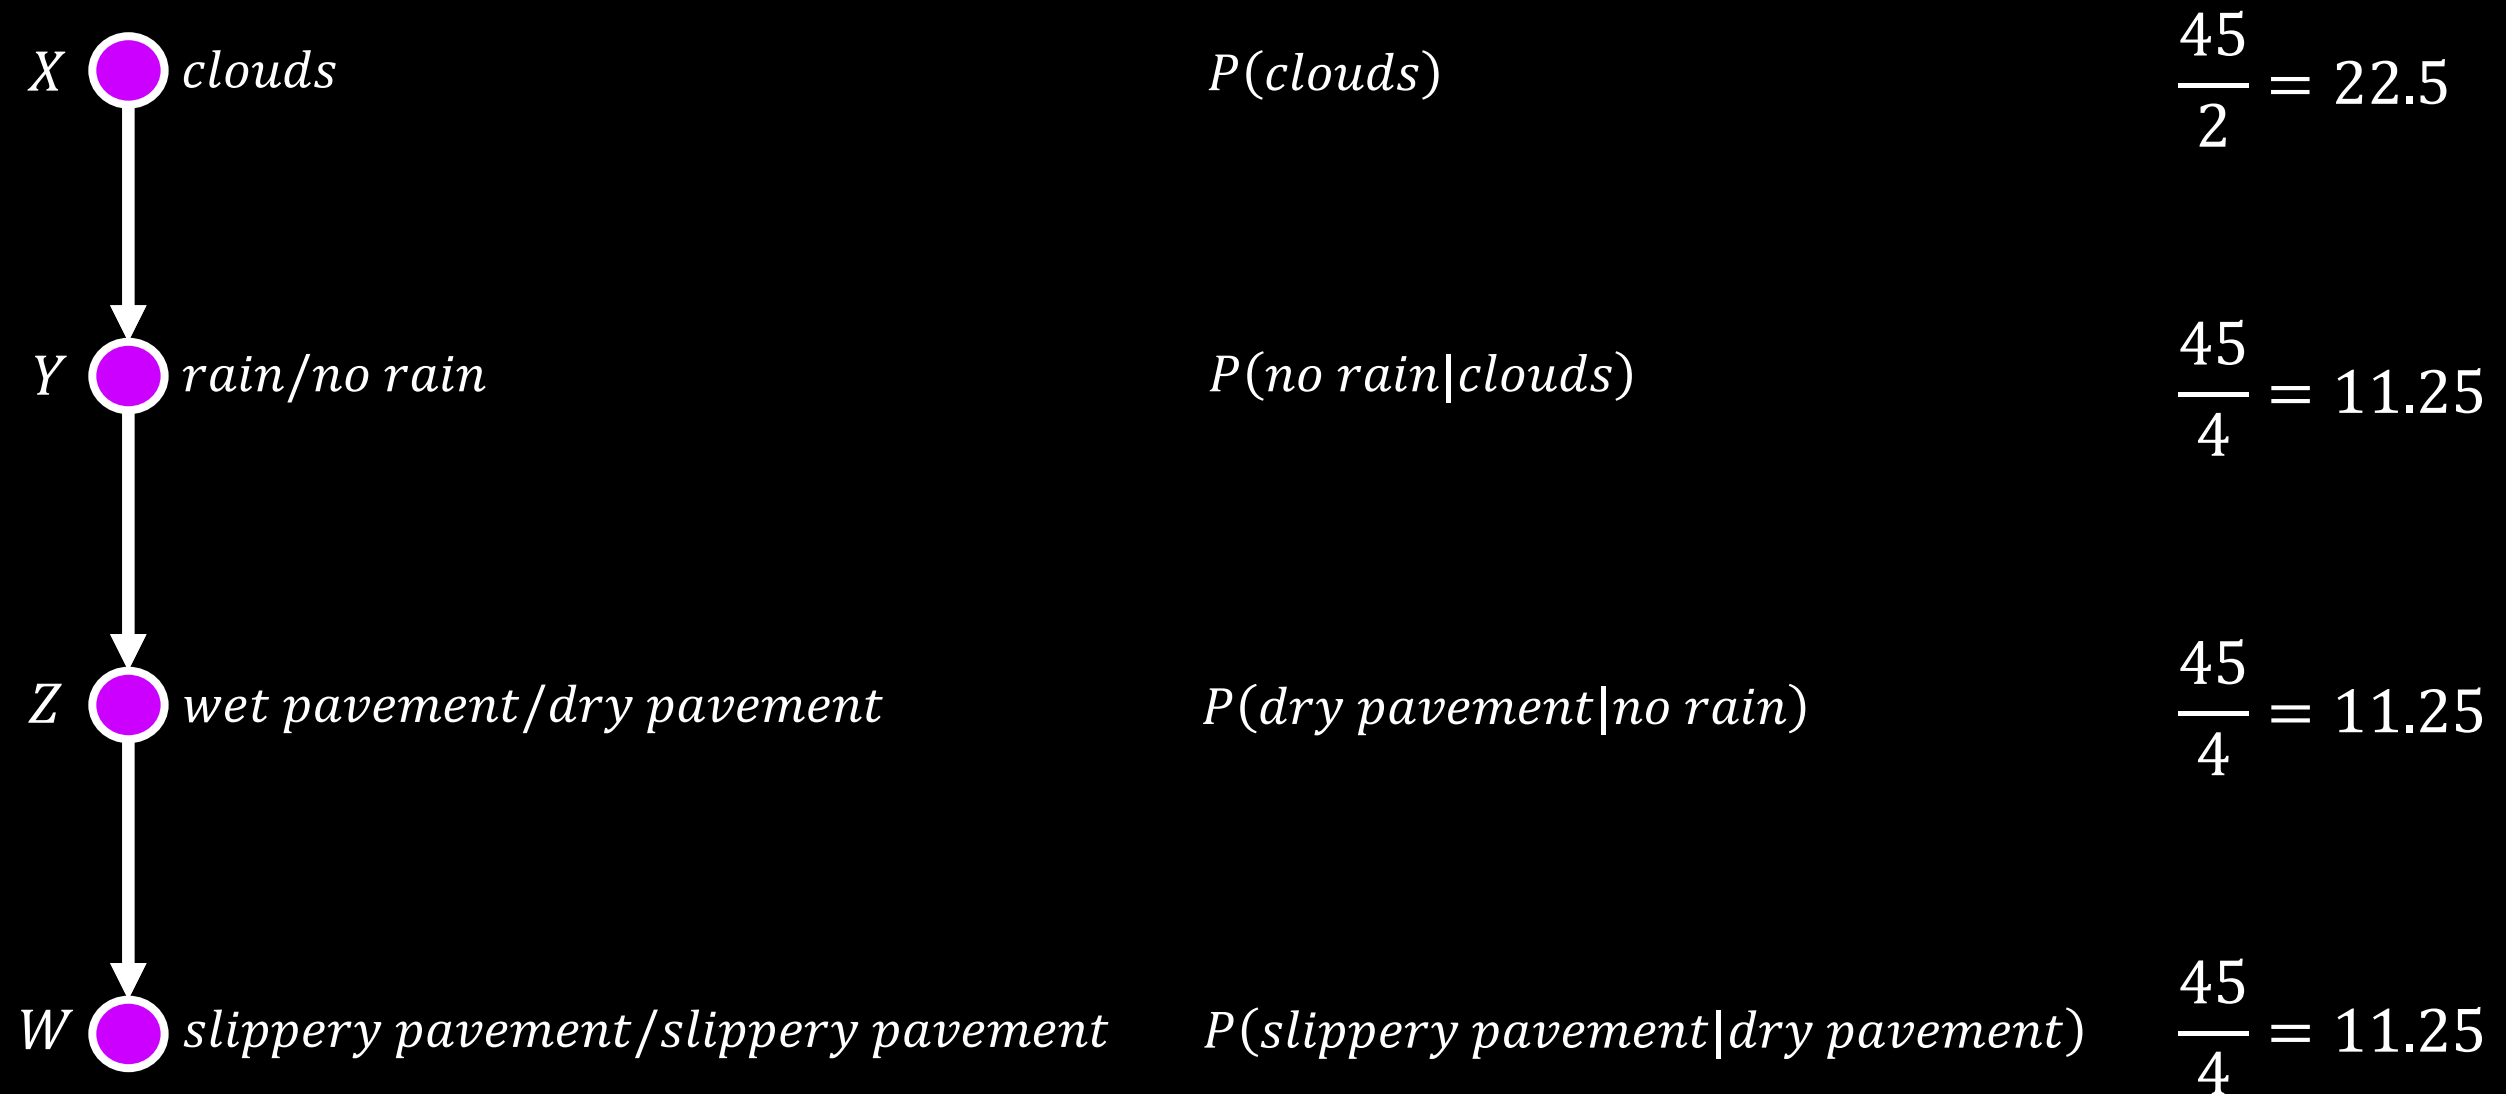 X clouds P(clouds) 45/2 = 22.5
Y rain/no rain P(no rain|clouds) 45/4 = 11.25
Z wet pavement/dry pavement P(dry pavement|no rain) 45/4 = 11.25
W slippery pavement/slippery pavement P(slippery pavement|dry pavement) 45/4 = 11.25